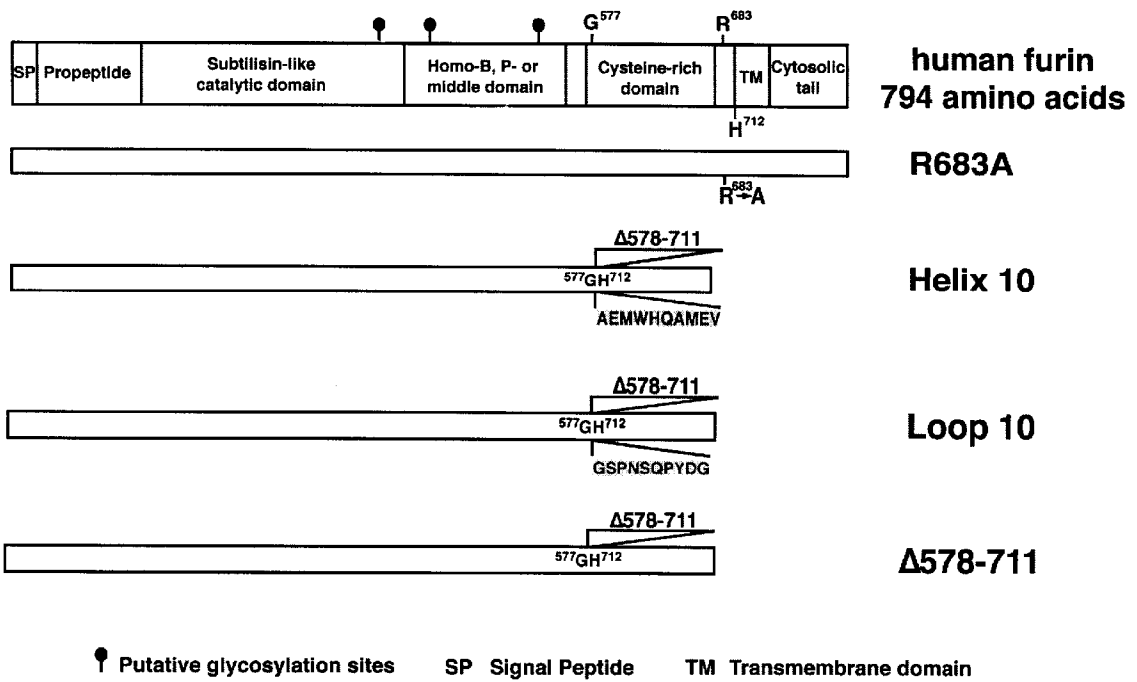 G577 R683
SP Propeptide Subtilisin-like catalytic domain Homo-B, P- or middle domain Cysteine-rich domain TM Cytosolic tail
human furin
794 amino acids
H712
R683A
R683→A
Δ578-711
577GH712
Helix 10
AEMWHQAMEV
Δ578-711
577GH712
Loop 10
GSPNSQPYDG
Δ578-711
577GH712
Δ578-711
Putative glycosylation sites SP Signal Peptide TM Transmembrane domain